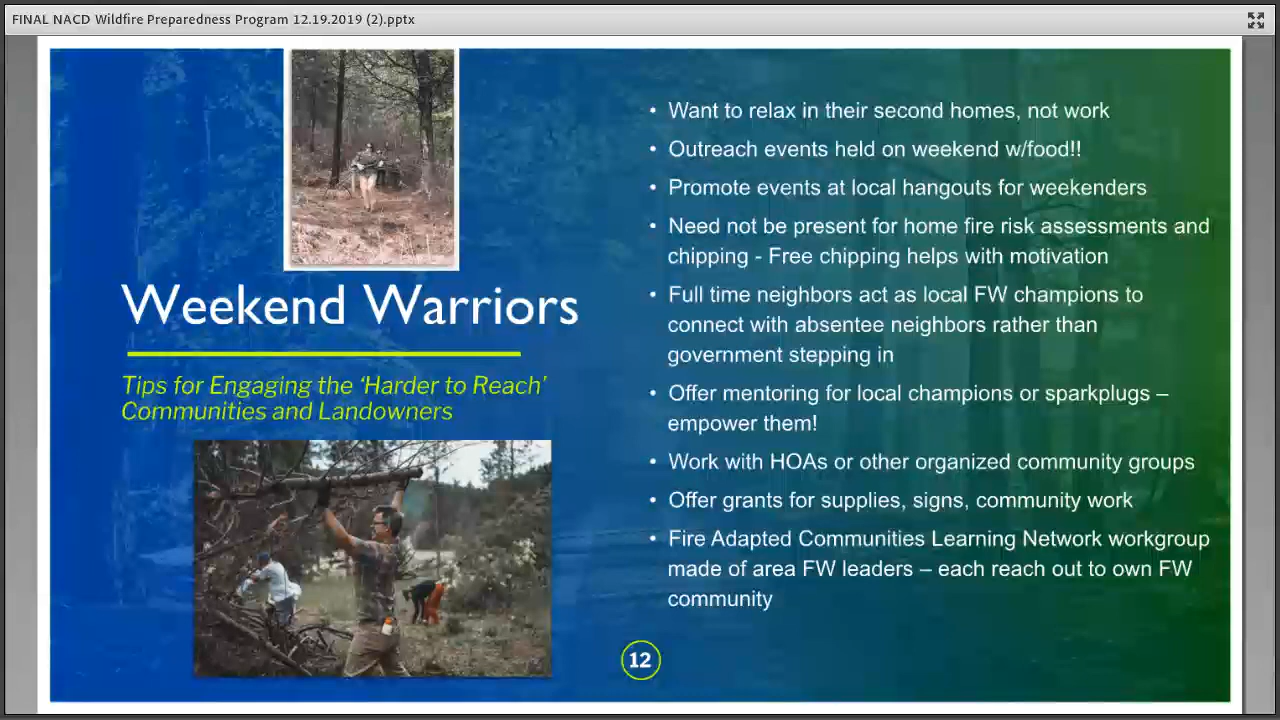 FINAL NACD Wildfire Preparedness Program 12.19.2019 (2).pptx
Weekend Warriors
Tips for Engaging the ‘Harder to Reach’
Communities and Landowners
• Want to relax in their second homes, not work
• Outreach events held on weekend w/food!!
• Promote events at local hangouts for weekenders
• Need not be present for home fire risk assessments and
chipping - Free chipping helps with motivation
• Full time neighbors act as local FW champions to
connect with absentee neighbors rather than
government stepping in
• Offer mentoring for local champions or sparkplugs –
empower them!
• Work with HOAs or other organized community groups
• Offer grants for supplies, signs, community work
• Fire Adapted Communities Learning Network workgroup
made of area FW leaders – each reach out to own FW
community
12